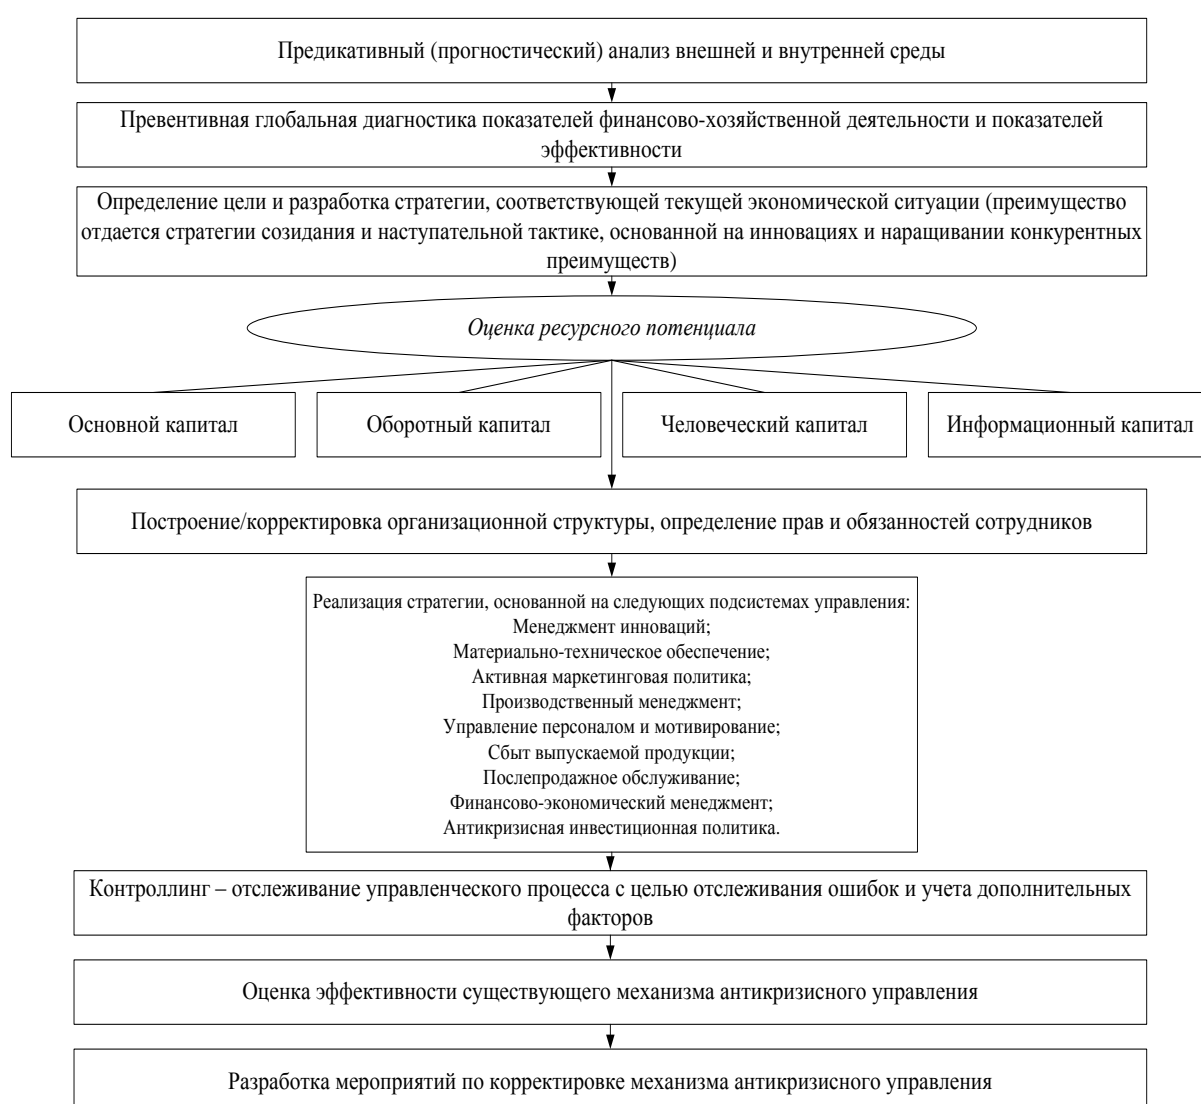 Предикативный (прогностический) анализ внешней и внутренней среды
Превентивная глобальная диагностика показателей финансово-хозяйственной деятельности и показателей
эффективности
Определение цели и разработка стратегии, соответствующей текущей экономической ситуации (преимущество
отдается стратегии созидания и наступательной тактике, основанной на инновациях и наращивании конкурентных
преимуществ)
Оценка ресурсного потенциала
Основной капитал
Оборотный капитал
Человеческий капитал
Информационный капитал
Построение/корректировка организационной структуры, определение прав и обязанностей сотрудников
Реализация стратегии, основанной на следующих подсистемах управления:
Менеджмент инноваций;
Материально-техническое обеспечение;
Активная маркетинговая политика;
Производственный менеджмент;
Управление персоналом и мотивирование;
Сбыт выпускаемой продукции;
Послепродажное обслуживание;
Финансово-экономический менеджмент;
Антикризисная инвестиционная политика.
Контроллинг – отслеживание управленческого процесса с целью отслеживания ошибок и учета дополнительных
факторов
Оценка эффективности существующего механизма антикризисного управления
Разработка мероприятий по корректировке механизма антикризисного управления